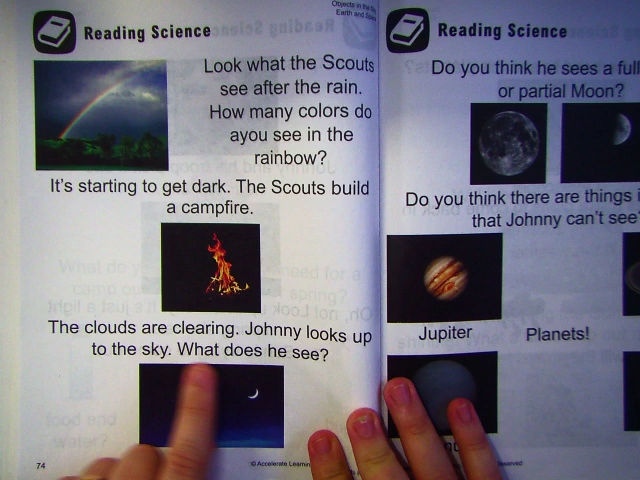 Reading Science
Look what the Scouts
see after the rain.
How many colors do
ayou see in the
rainbow?
It's starting to get dark. The Scouts build
a campfire.
The clouds are clearing. Johnny looks up
to the sky. What does he see?
74
© Accelerate Learning
Objects in the Sky
Earth and
Reading Science
Do you think he sees a full
or partial Moon?
Do you think there are things
that Johnny can't see
Jupiter
Planets!
reserved